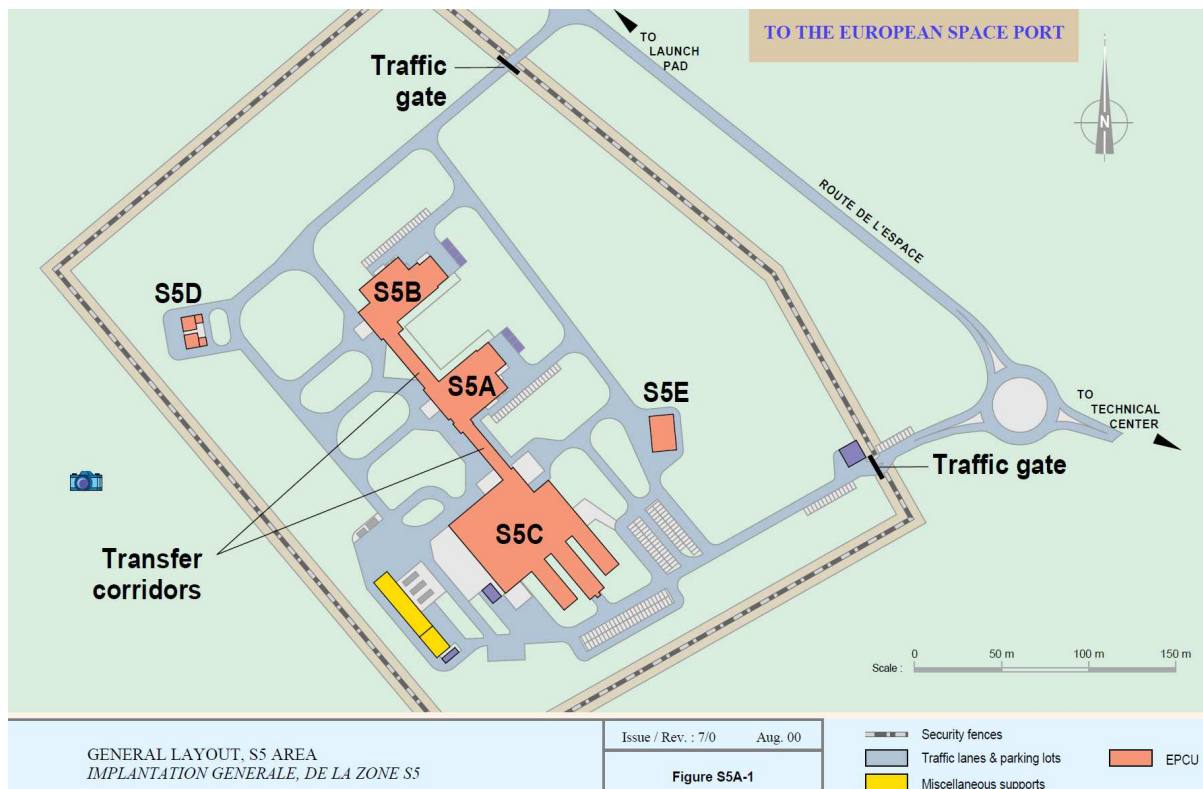 TO THE EUROPEAN SPACE PORT
TO
LAUNCH
PAD
Traffic
gate
N
ROUTE DE L'ESPACE
S5D
S5B
S5A
S5E
TO
TECHNICAL
CENTER
Traffic gate
S5C
Transfer
corridors
0 50 m 100 m 150 m
Scale :
GENERAL LAYOUT, S5 AREA
IMPLANTATION GENERALE, DE LA ZONE S5
Issue / Rev. : 7/0 Aug. 00
Figure S5A-1
Security fences
Traffic lanes & parking lots
EPCU
Miscellaneous supports